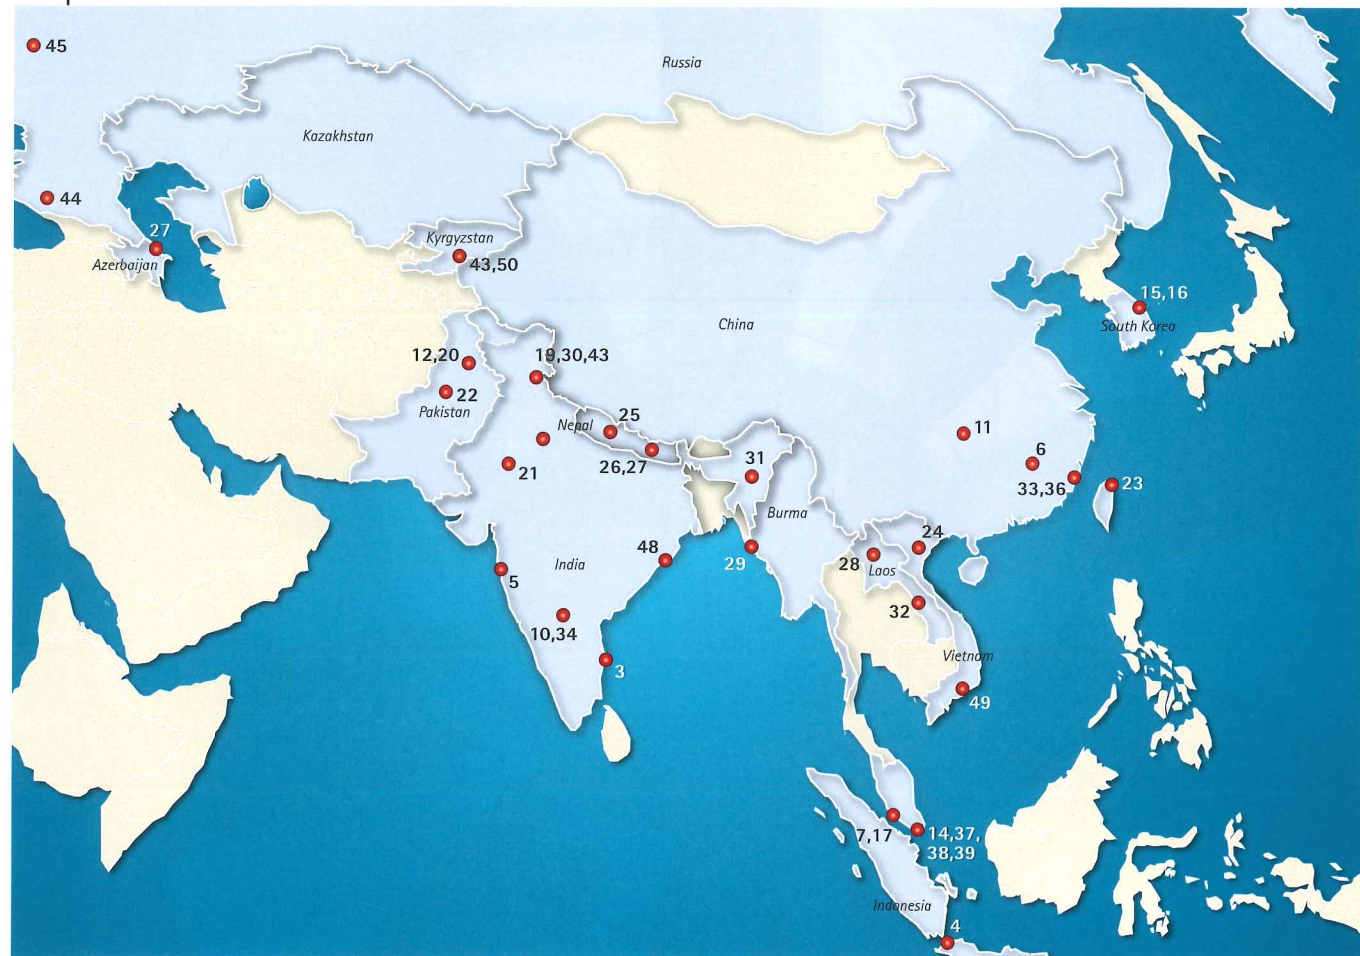 45
Russia
Kazakhstan
44
27
Kyrgyzstan
Azerbaijan
43,50
15,16
China
South Korea
12,20
19,30,43
22
Pakistan
25
Nepal
11
31
6
21
26,27
33,36
23
Burma
24
48
28
29
India
Laos
5
32
10,34
Vietnam
3
49
7,17
14,37,
38,39
Indonesia
4